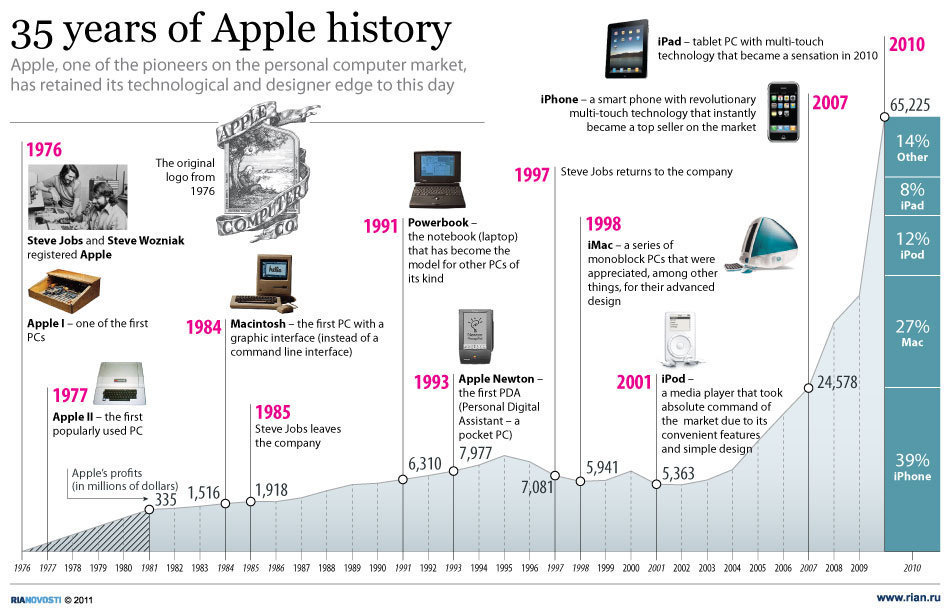 35 years of Apple history
Apple, one of the pioneers on the personal computer market,
has retained its technological and designer edge to this day
1976
Steve Jobs and Steve Wozniak
registered Apple
Apple I – one of the first
PCs
The original
logo from
1976
APPLE
COMPUTER
CO.
1977
Apple II – the first
popularly used PC
1984
hello
Macintosh – the first PC with a
graphic interface (instead of a
command line interface)
1985
Steve Jobs leaves
the company
1991
Powerbook –
the notebook (laptop)
that has become the
model for other PCs of
its kind
1993
Apple Newton –
the first PDA
(Personal Digital
Assistant – a
pocket PC)
1997
Steve Jobs returns to the company
1998
iMac – a series of
monoblock PCs that were
appreciated, among other
things, for their advanced
design
2001
iPod –
a media player that took
absolute command of
the market due to its
convenient features
and simple design
iPhone – a smart phone with revolutionary
multi-touch technology that instantly
became a top seller on the market
2007
iPad – tablet PC with multi-touch
technology that became a sensation in 2010
2010
Apple's profits
(in millions of dollars)
335
1,516
1,918
6,310
7,977
7,081
5,941
5,363
24,578
65,225
14%
Other
8%
iPad
12%
iPod
27%
Mac
39%
iPhone
1976 1977 1978 1979 1980 1981 1982 1983 1984 1985 1986 1987 1988 1989 1990 1991 1992 1993 1994 1995 1996 1997 1998 1999 2000 2001 2002 2003 2004 2005 2006 2007 2008 2009 2010
RIANOVOSTI © 2011
www.rian.ru